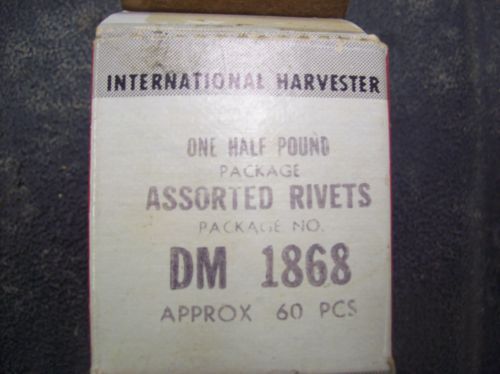 INTERNATIONAL HARVESTER
ONE HALF POUND
PACKAGE
ASSORTED RIVETS
PACKAGE NO.
DM 1868
APPROX 60 PCS